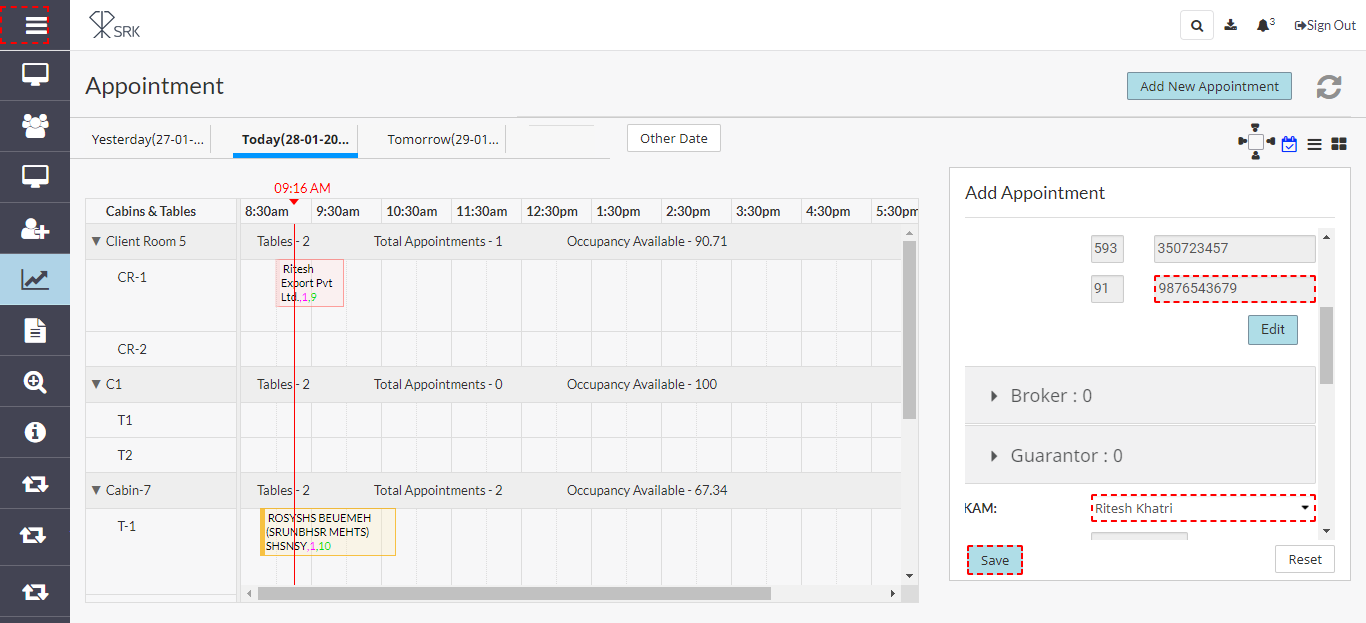 SRK
3
Sign Out
Appointment
Add New Appointment
Yesterday(27-01-...
Today(28-01-20...
Tomorrow(29-01...
Other Date
09:16 AM
Cabins & Tables
8:30am 9:30am 10:30am 11:30am 12:30pm 1:30pm 2:30pm 3:30pm 4:30pm 5:30pm
Client Room 5 Tables - 2 Total Appointments - 1 Occupancy Available - 90.71
CR-1
Ritesh
Export Pvt
Ltd.,1,9
CR-2
C1 Tables - 2 Total Appointments - 0 Occupancy Available - 100
T1
T2
Cabin-7 Tables - 2 Total Appointments - 2 Occupancy Available - 67.34
T-1
ROSYSHS BEUEMEH
(SRUNBHSR MEHTS)
SHSNSY,1,10
Add Appointment
593 350723457
91 9876543679
Edit
Broker : 0
Guarantor : 0
KAM: Ritesh Khatri
Save
Reset